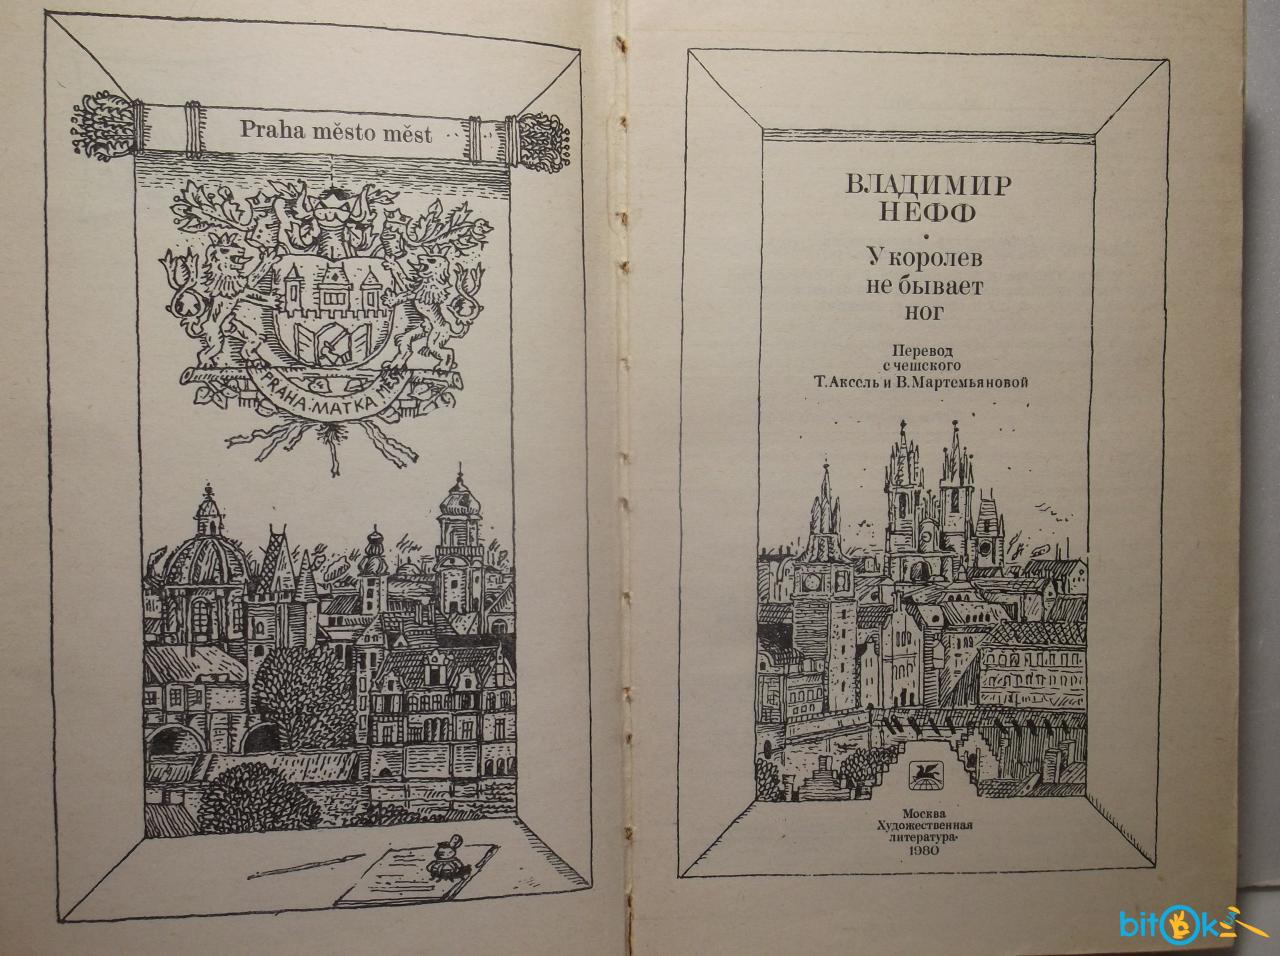 Praha město měst
PRAHA·MATKA·MĚST
ВЛАДИМИР
НЕФФ
У королев
не бывает
ног
Перевод
с чешского
Т. Аксель и В. Мартемьяновой
Москва
Художественная
литература·
1980
bitOk